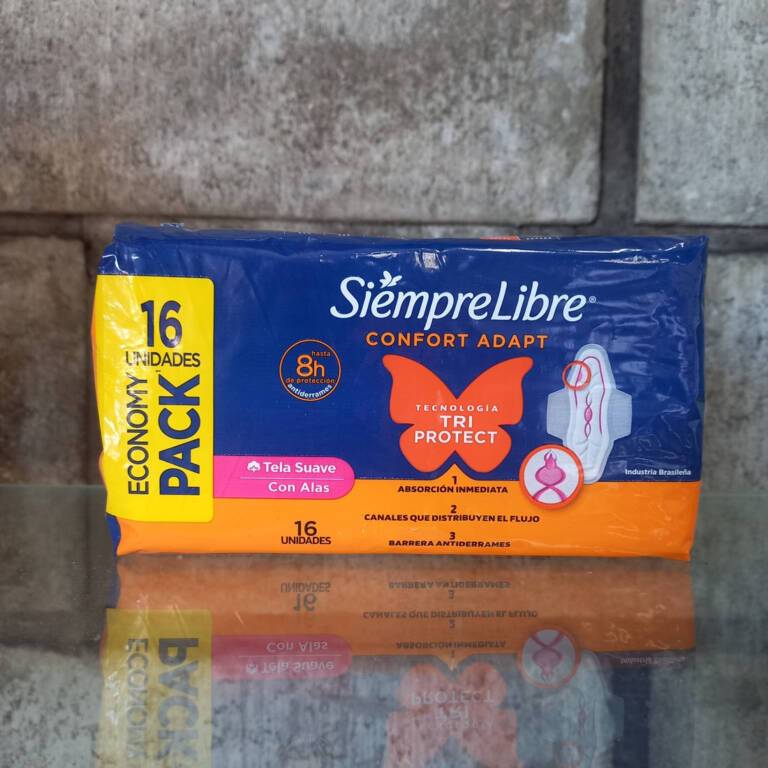 16
UNIDADES
ECONOMY
PACK
SiempreLibre®
CONFORT ADAPT
hasta
8h
de protección
antiderrames
TECNOLOGÍA
TRI
PROTECT
Tela Suave
Con Alas
Industria Brasileña
1
ABSORCIÓN INMEDIATA
2
CANALES QUE DISTRIBUYEN EL FLUJO
3
BARRERA ANTIDERRAMES
16
UNIDADES